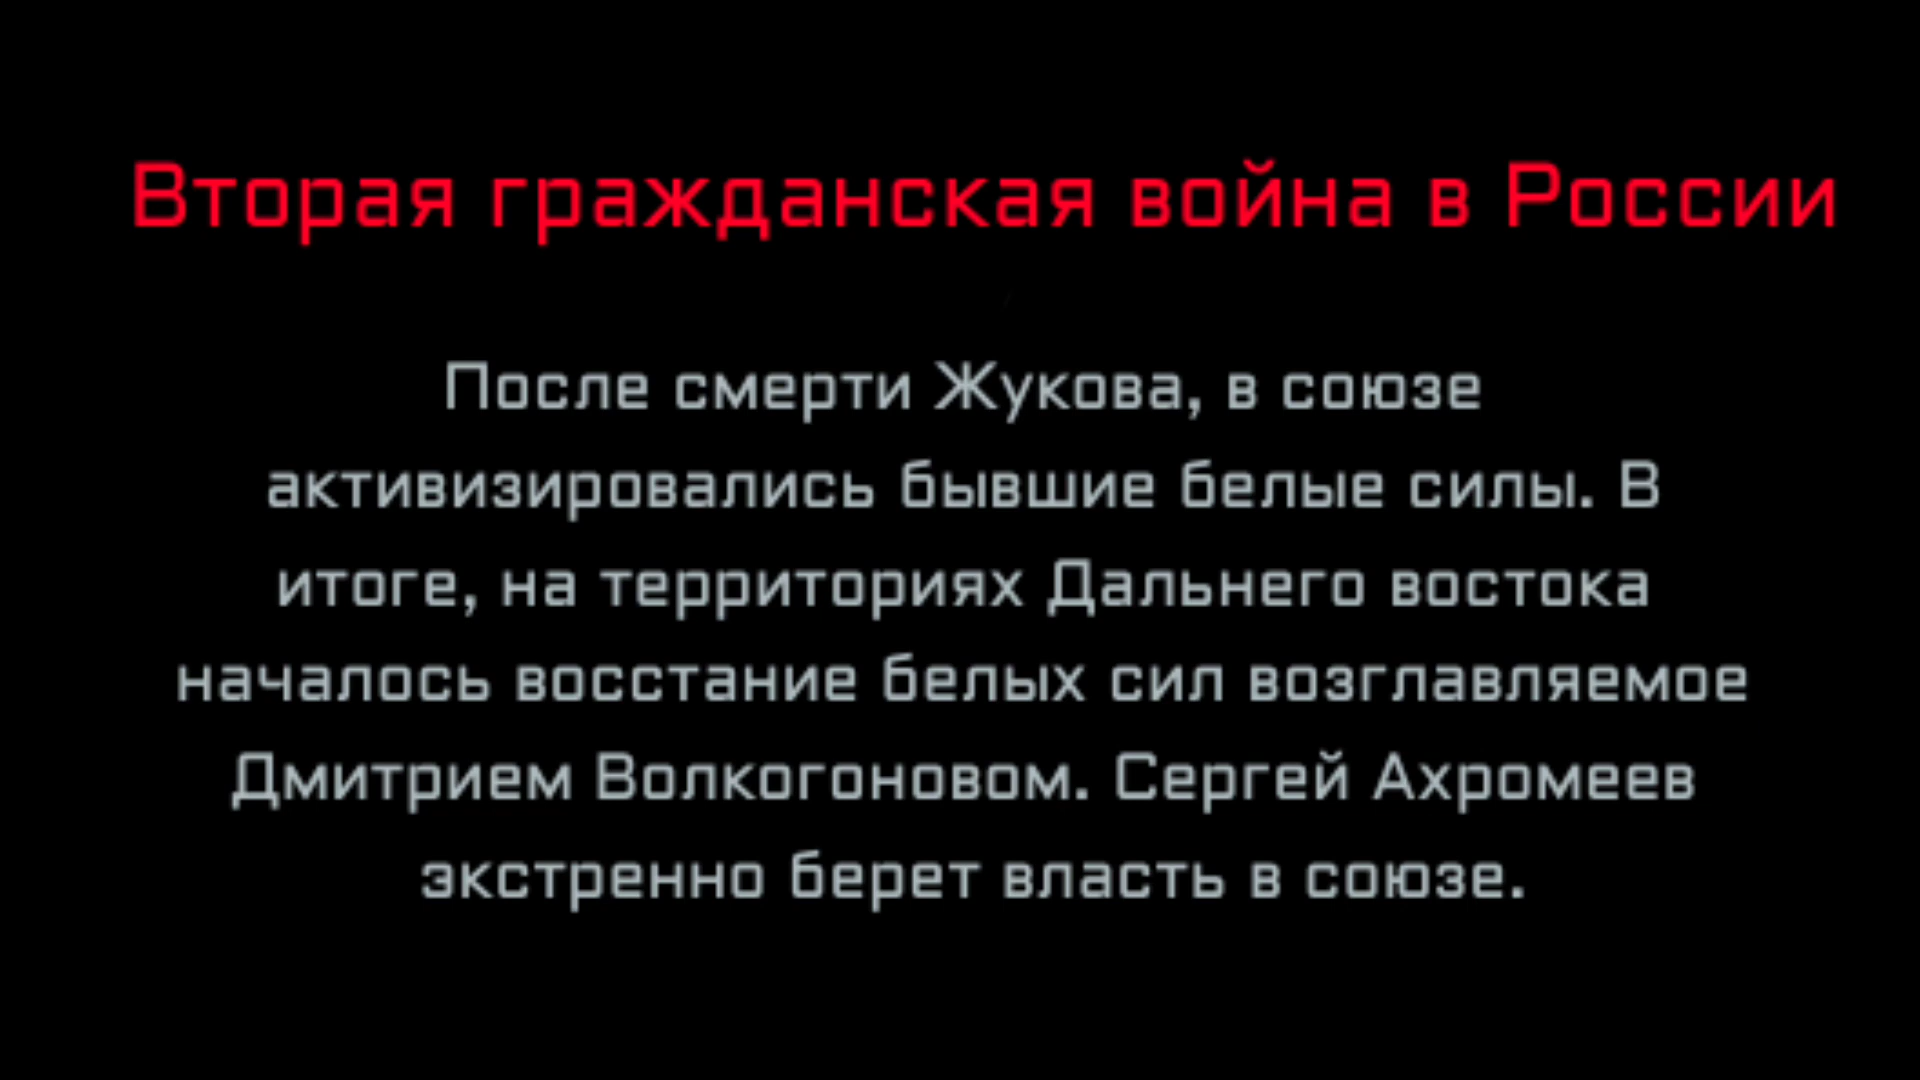 Вторая гражданская война в России
После смерти Жукова, в союзе
активизировались бывшие белые силы. В
итоге, на территориях Дальнего востока
началось восстание белых сил возглавляемое
Дмитрием Волкогоновом. Сергей Ахромеев
экстренно берет власть в союзе.